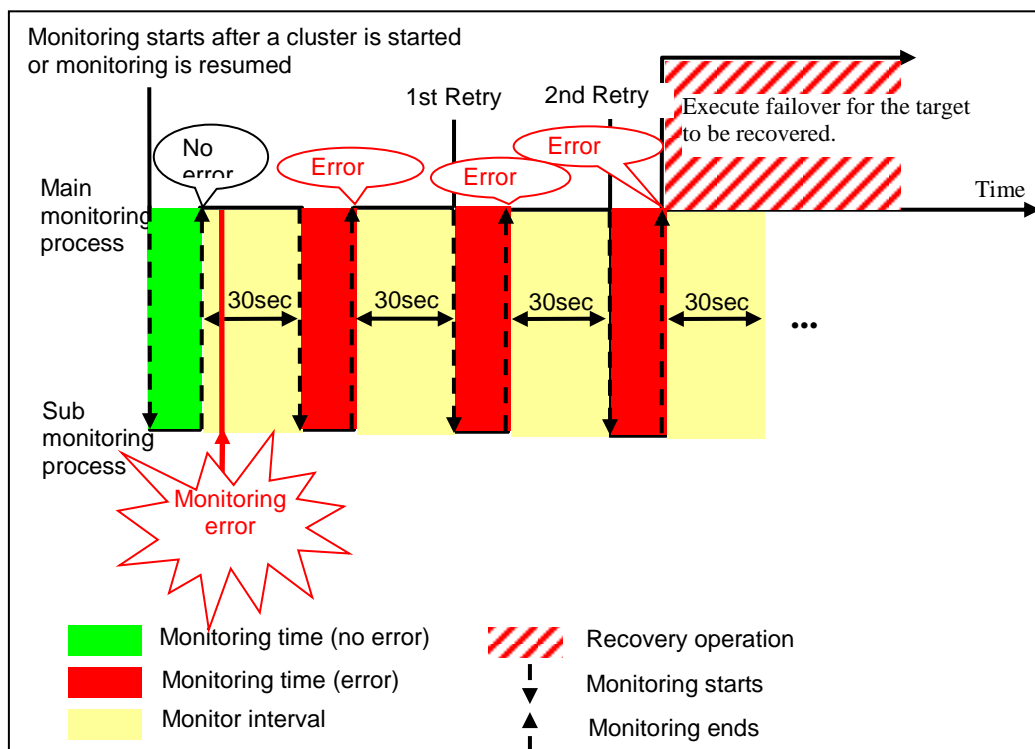 Monitoring starts after a cluster is started
or monitoring is resumed
1st Retry
2nd Retry
Execute failover for the target
to be recovered.
No
error
Error
Error
Error
Main
monitoring
process
Time
30sec
30sec
30sec
30sec
...
Sub
monitoring
process
Monitoring
error
Monitoring time (no error)
Recovery operation
Monitoring time (error)
Monitoring starts
Monitor interval
Monitoring ends